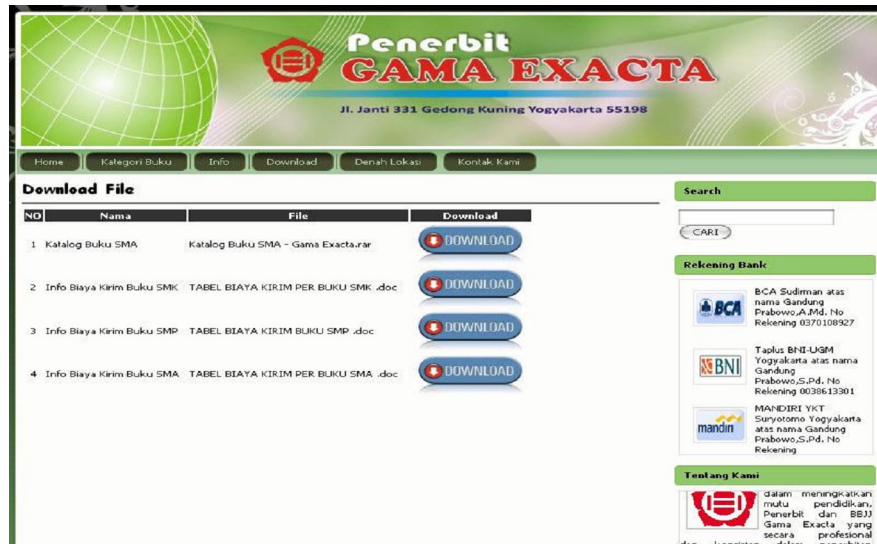 Penerbit
GAMA EXACTA
Jl. Janti 331 Gedong Kuning Yogyakarta 55198
Home Kategori Buku Info Download Denah Lokasi Kontak Kami
Download File
NO Nama File Download
1 Katalog Buku SMA Katalog Buku SMA - Gama Exacta.rar DOWNLOAD
2 Info Biaya Kirim Buku SMK TABEL BIAYA KIRIM PER BUKU SMK .doc DOWNLOAD
3 Info Biaya Kirim Buku SMP TABEL BIAYA KIRIM BUKU SMP .doc DOWNLOAD
4 Info Biaya Kirim Buku SMA TABEL BIAYA KIRIM PER BUKU SMA .doc DOWNLOAD
Search
CARI
Rekening Bank
BCA
BCA Sudirman atas
nama Gandung
Prabowo,A.Md. No
Rekening 0370108927
BNI
Taplus BNI-UGM
Yogyakarta atas nama
Gandung
Prabowo,S.Pd. No
Rekening 0038613301
mandiri
MANDIRI YKT
Suryotomo Yogyakarta
atas nama Gandung
Prabowo,S.Pd. No
Rekening
Tentang Kami
dalam meningkatkan
mutu pendidikan,
Penerbit dan BBJJ
Gama Exacta yang
secara profesional
dan konsisten dalam penerbitan